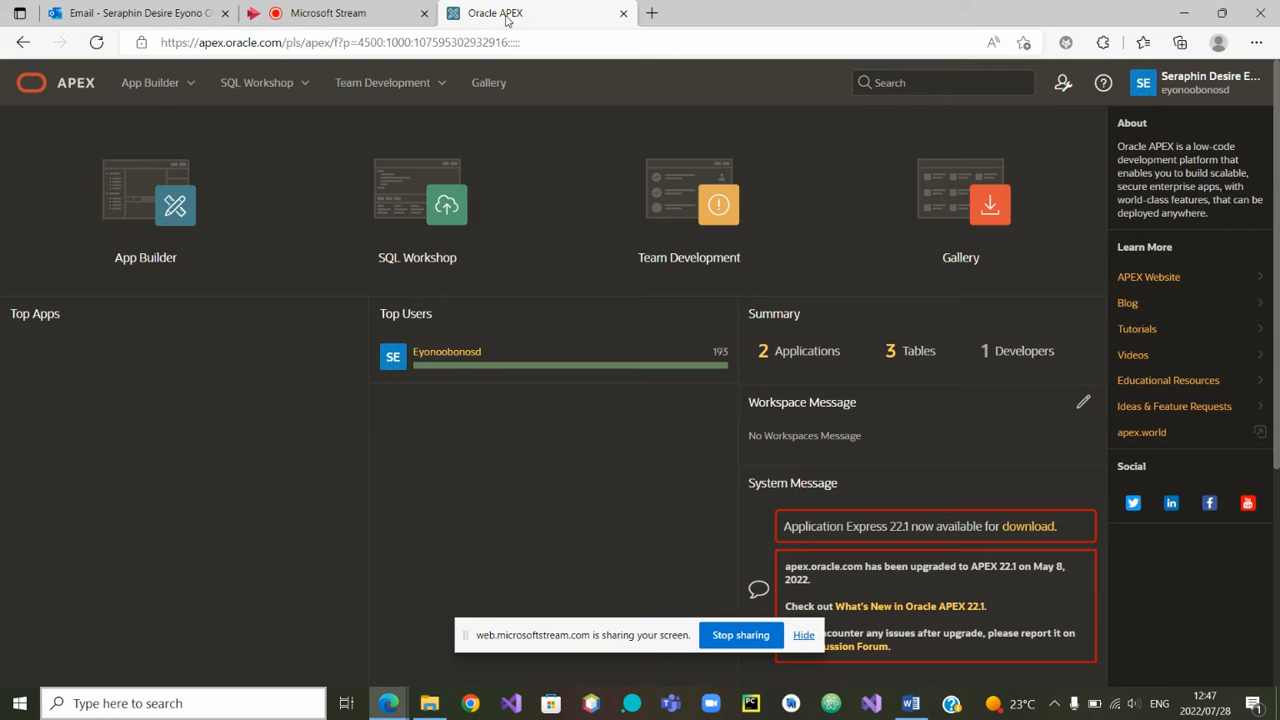 Email - Seraphin Desire Eyono O
Microsoft Stream
Oracle APEX
https://apex.oracle.com/pls/apex/f?p=4500:1000:107595302932916:::::
APEX
App Builder
SQL Workshop
Team Development
Gallery
Search
SE
Seraphin Desire E...
eyonoobonosd
App Builder
SQL Workshop
Team Development
Gallery
About
Oracle APEX is a low-code
development platform that
enables you to build scalable,
secure enterprise apps, with
world-class features, that can be
deployed anywhere.
Learn More
APEX Website
Blog
Tutorials
Videos
Educational Resources
Ideas & Feature Requests
apex.world
Social
Top Apps
Top Users
SE
Eyonoobonosd
193
Summary
2 Applications
3 Tables
1 Developers
Workspace Message
No Workspaces Message
System Message
Application Express 22.1 now available for download.
apex.oracle.com has been upgraded to APEX 22.1 on May 8,
2022.
Check out What's New in Oracle APEX 22.1.
counter any issues after upgrade, please report it on
ussion Forum.
web.microsoftstream.com is sharing your screen.
Stop sharing
Hide
Type here to search
PC
23°C
ENG
12:47
2022/07/28
1